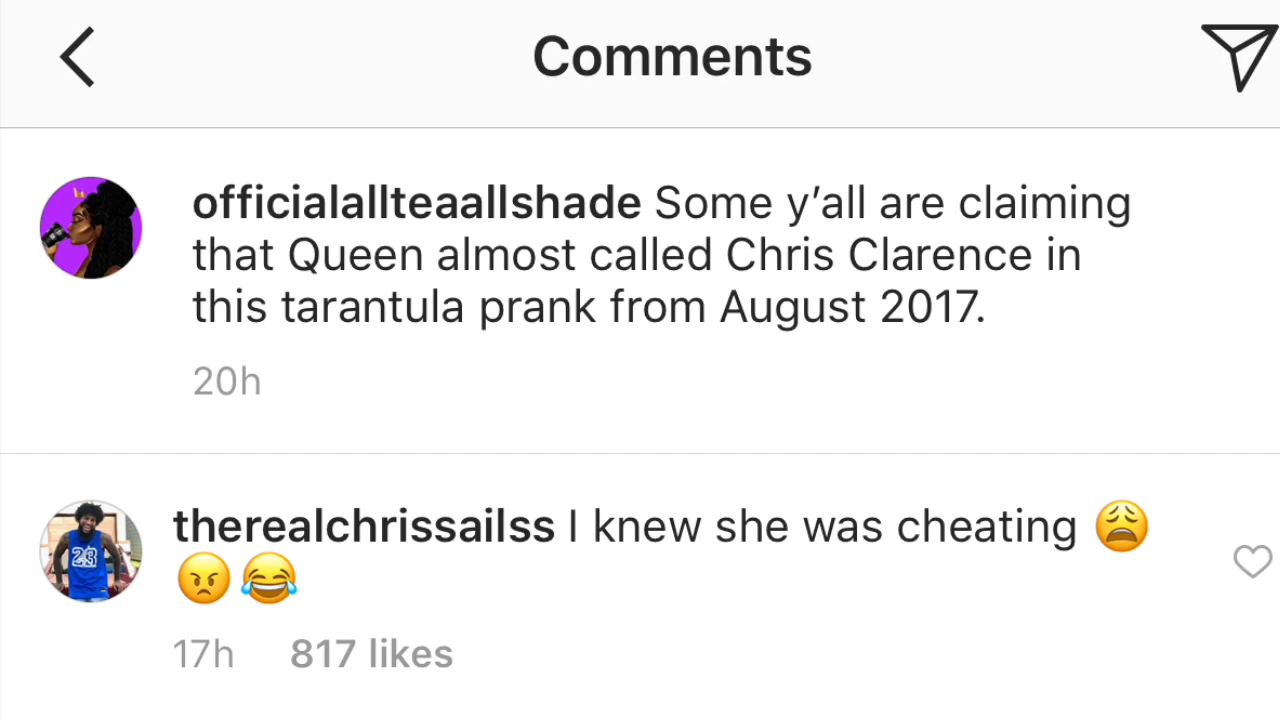 Comments
officialallteaallshade Some y’all are claiming
that Queen almost called Chris Clarence in
this tarantula prank from August 2017.
20h
therealchrissailss I knew she was cheating 😩
😠😂
17h 817 likes
23